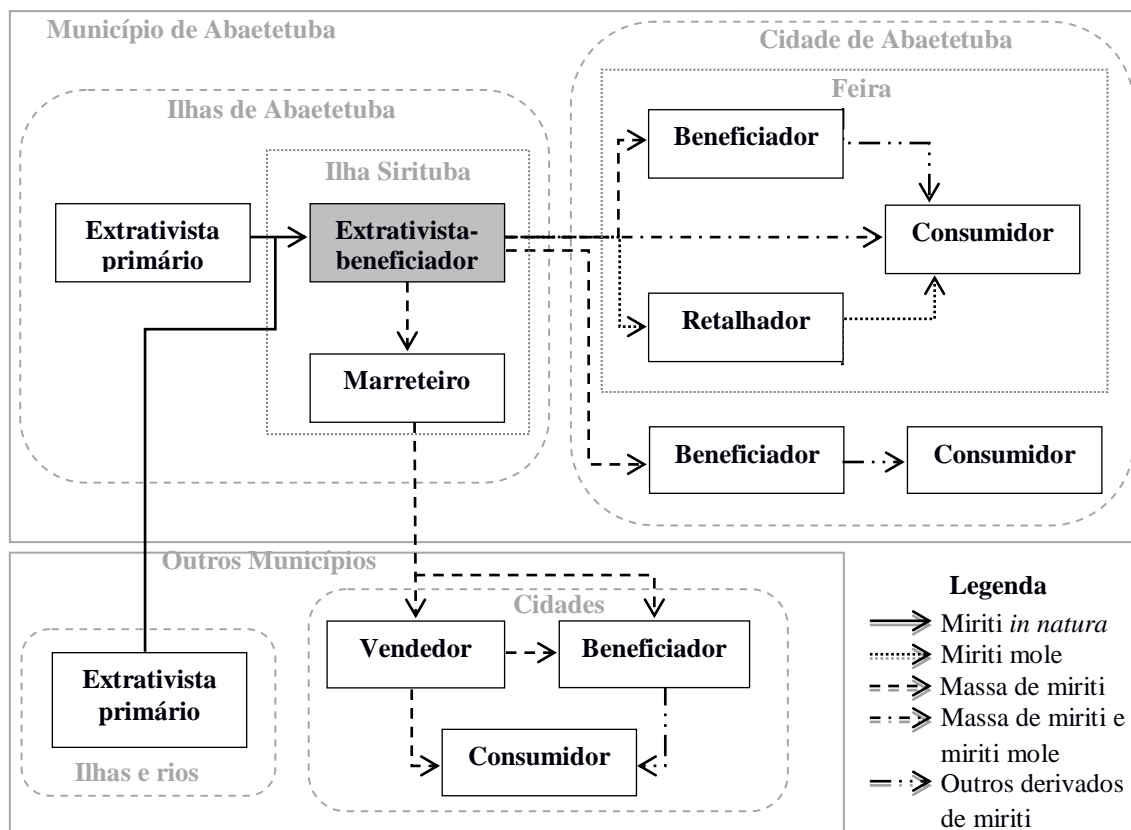 Município de Abaetetuba
Cidade de Abaetetuba
Feira
Ilhas de Abaetetuba
Beneficiador
Ilha Sirituba
Extrativista
primário
Extrativista-
beneficiador
Consumidor
Retalhador
Marreteiro
Beneficiador
Consumidor
Outros Municípios
Cidades
Vendedor
Beneficiador
Extrativista
primário
Consumidor
Ilhas e rios
Legenda
Miriti in natura
Miriti mole
Massa de miriti
Massa de miriti e
miriti mole
Outros derivados
de miriti